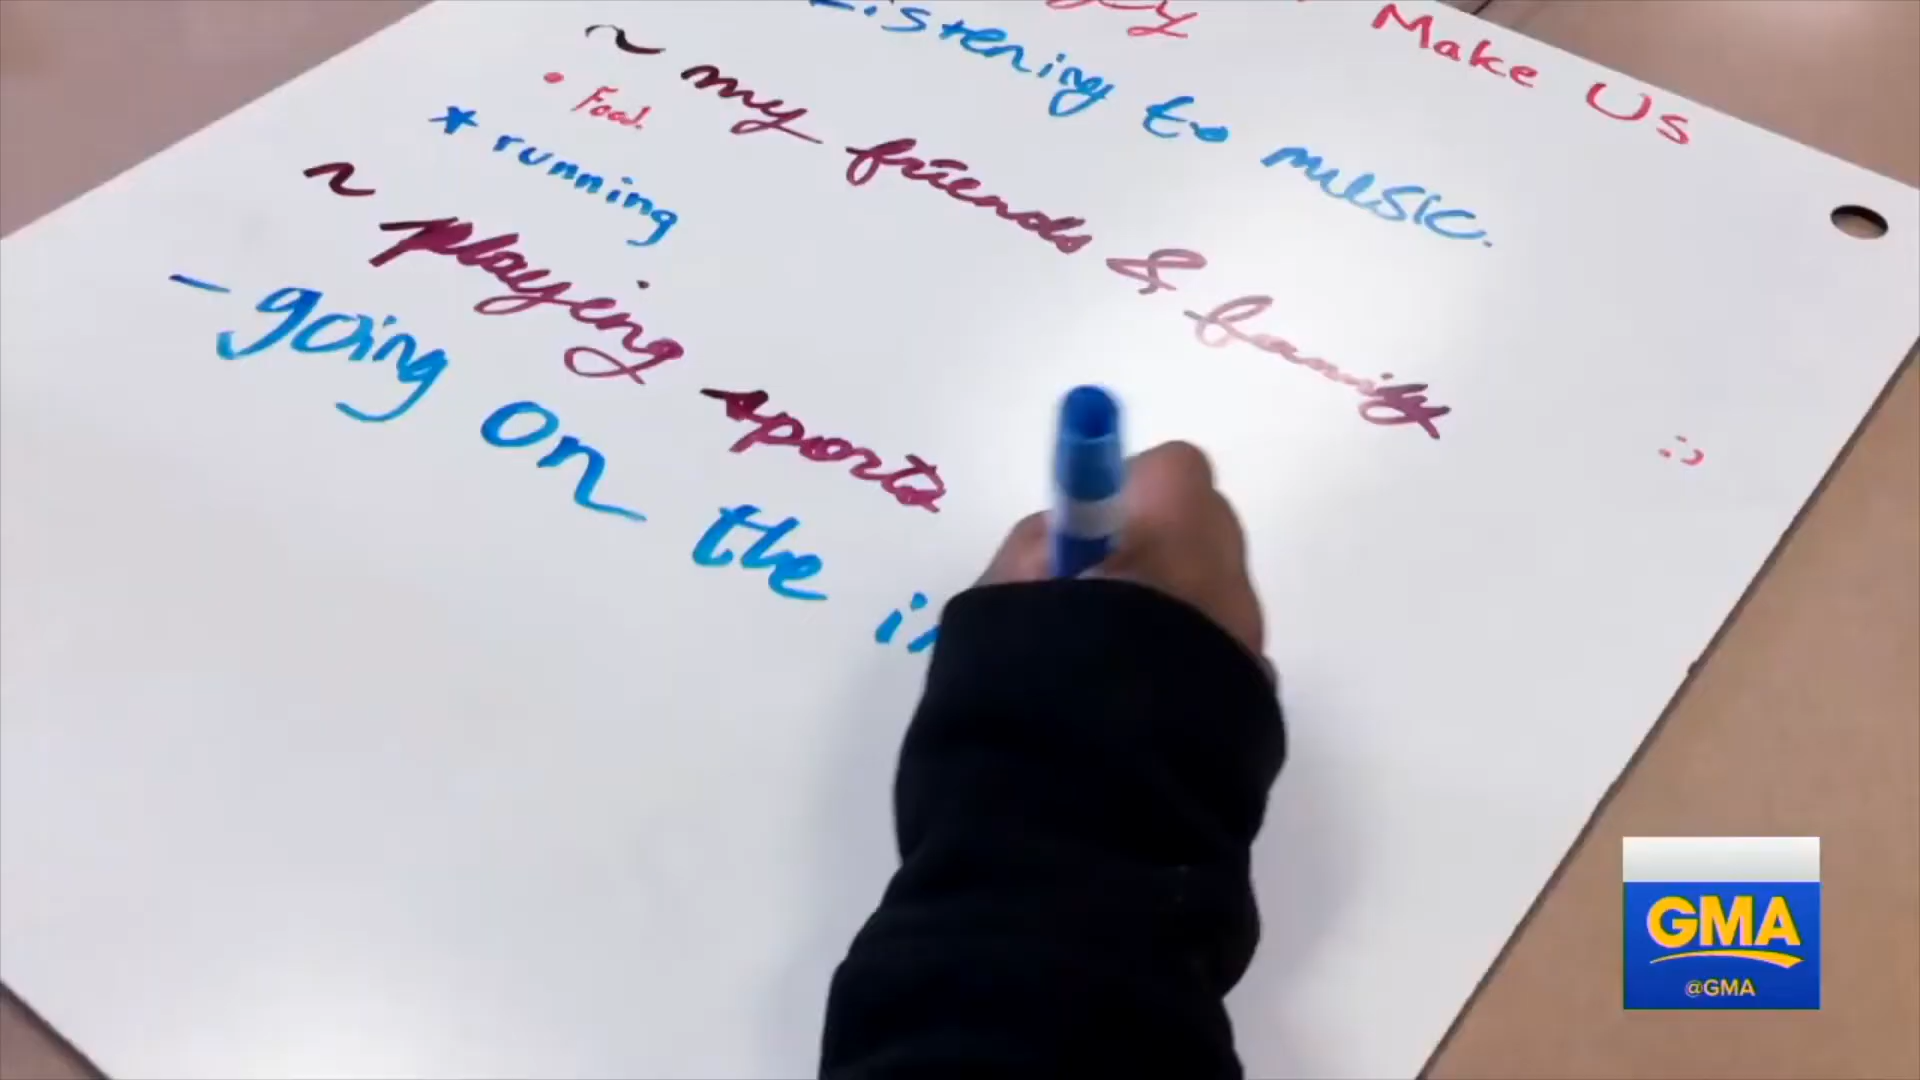 Make Us
Listening to music.
~ my friends & family
• Food.
* running
~ playing sports
:)
- going on the
GMA
@GMA